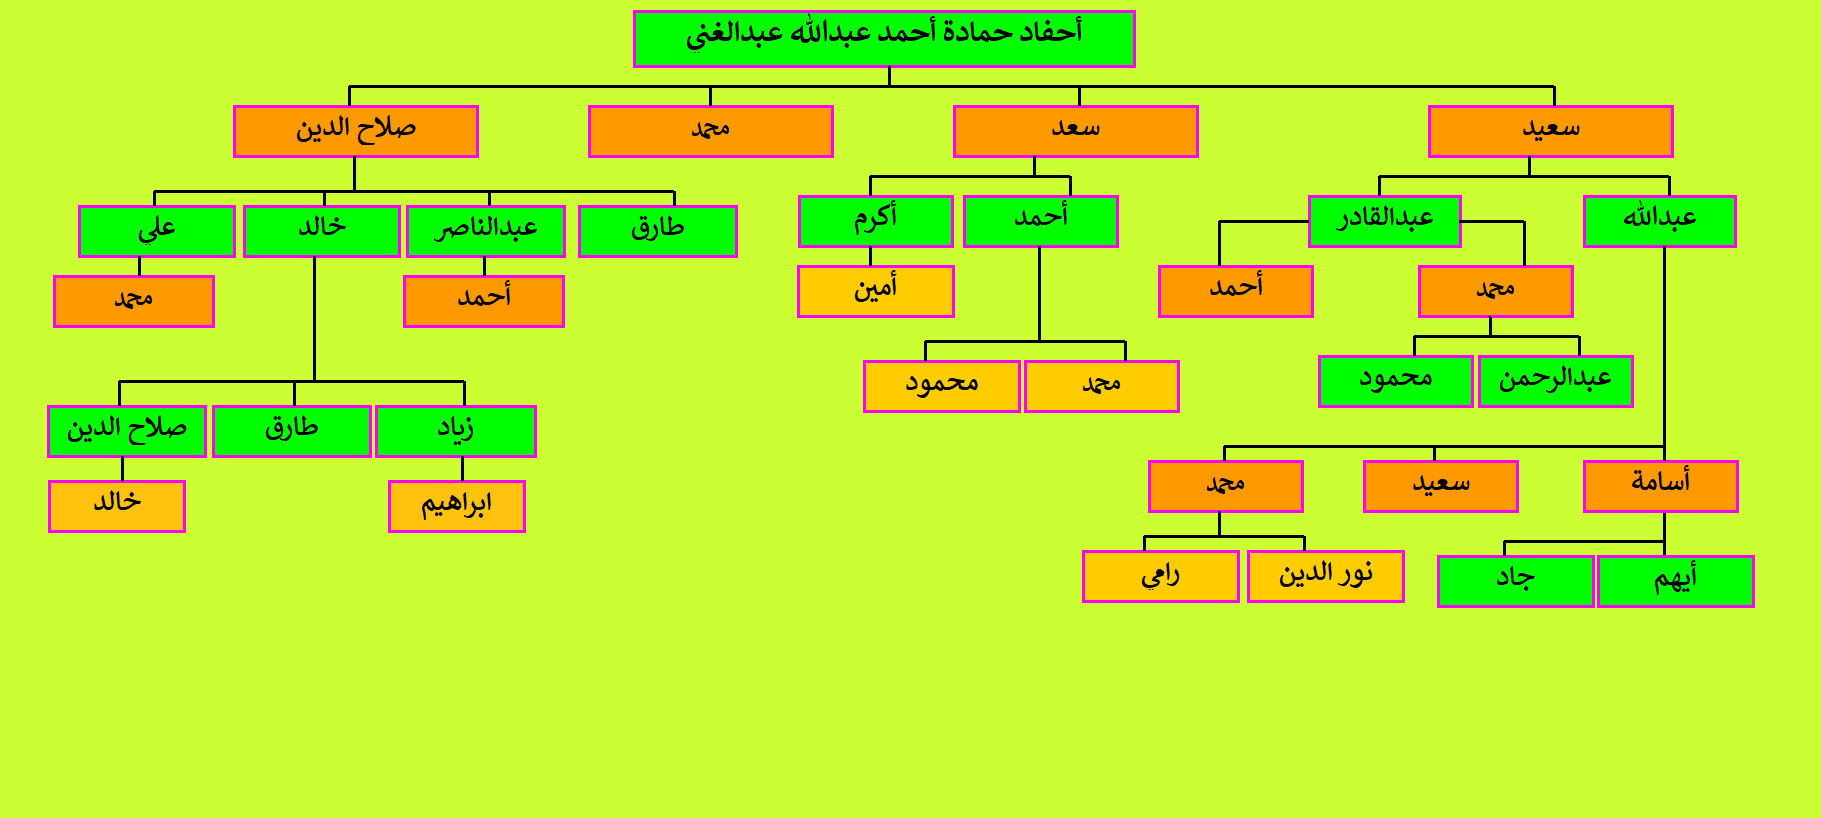 أحفاد حمادة أحمد عبدالله عبدالغني
سعيد
سعد
محمد
صلاح الدين
عبدالله
عبدالقادر
أحمد
أكرم
طارق
عبدالناصر
خالد
علي
محمد
أحمد
أمين
أحمد
محمد
عبدالرحمن
محمود
محمد
محمود
زياد
طارق
صلاح الدين
أسامة
سعيد
محمد
ابراهيم
خالد
أيهم
جاد
نور الدين
رامي